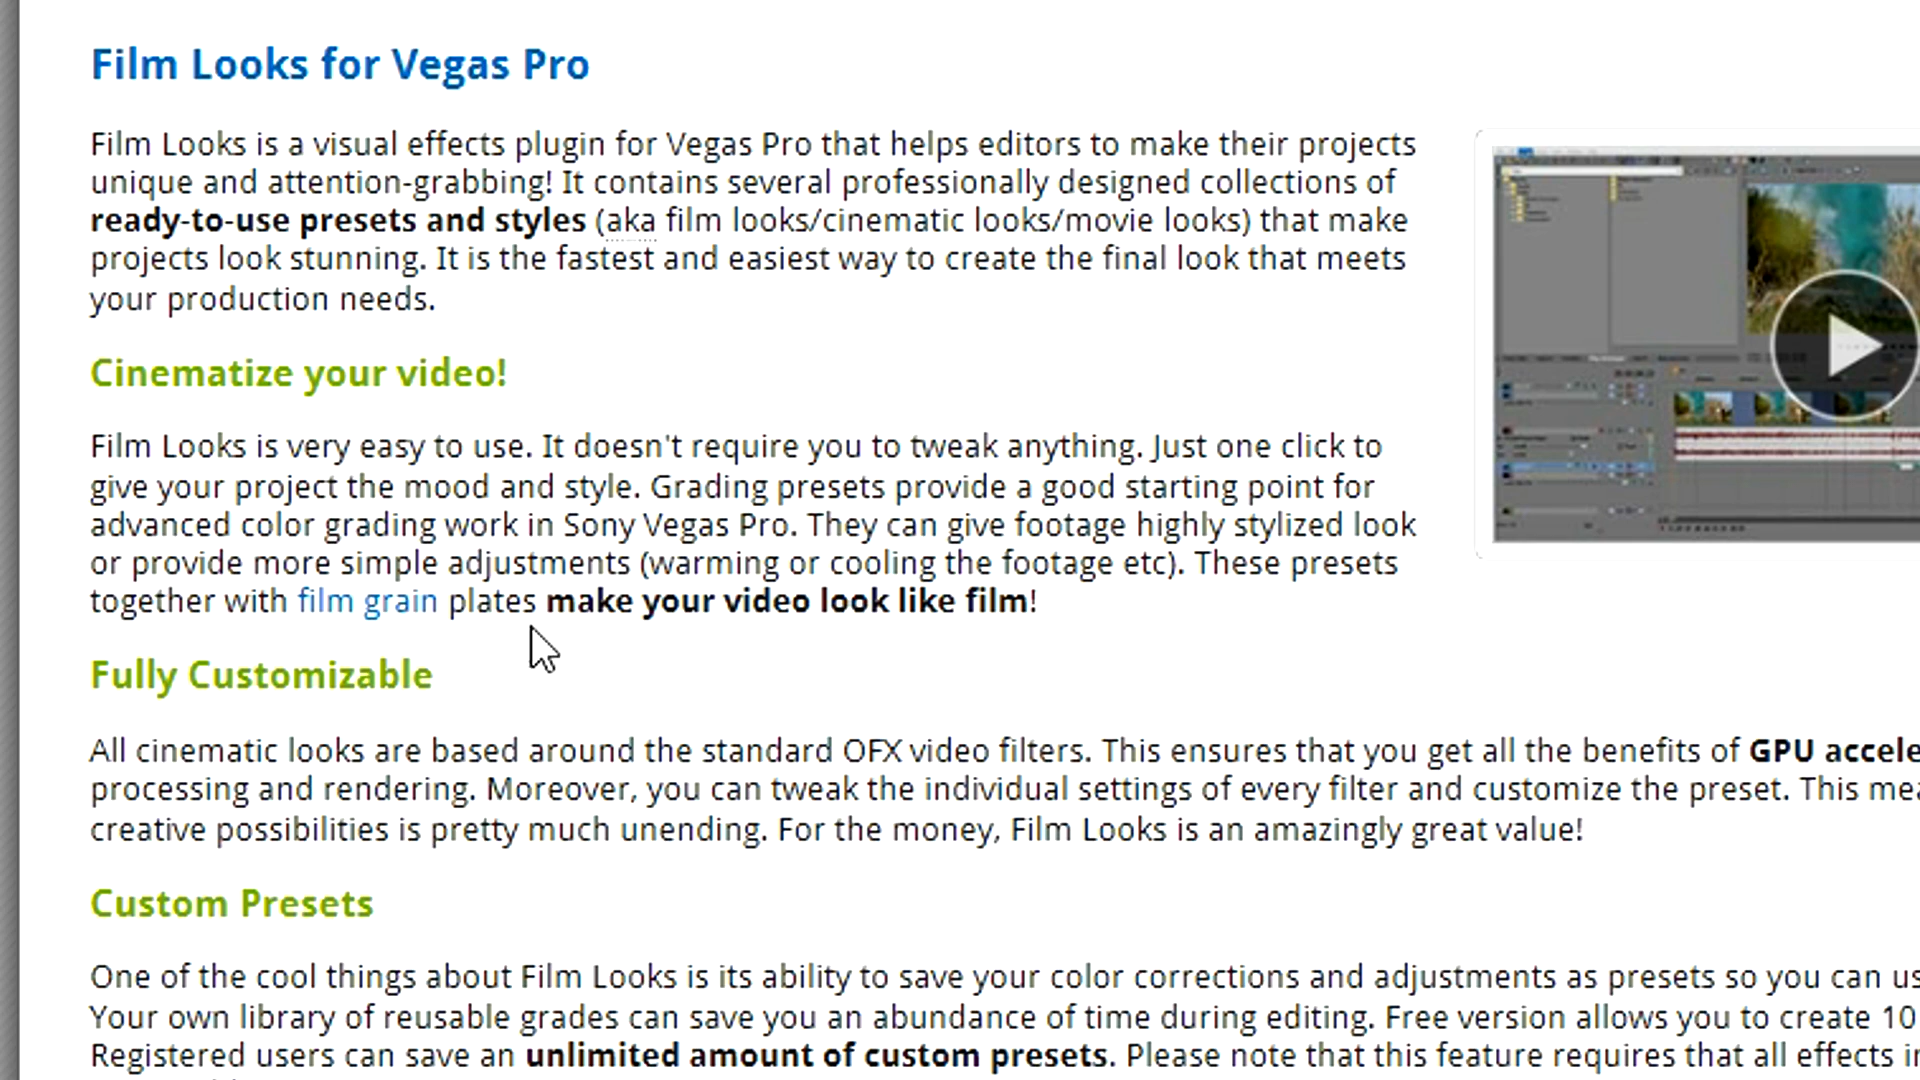 Film Looks for Vegas Pro
Film Looks is a visual effects plugin for Vegas Pro that helps editors to make their projects
unique and attention-grabbing! It contains several professionally designed collections of
ready-to-use presets and styles (aka film looks/cinematic looks/movie looks) that make
projects look stunning. It is the fastest and easiest way to create the final look that meets
your production needs.
Cinematize your video!
Film Looks is very easy to use. It doesn't require you to tweak anything. Just one click to
give your project the mood and style. Grading presets provide a good starting point for
advanced color grading work in Sony Vegas Pro. They can give footage highly stylized look
or provide more simple adjustments (warming or cooling the footage etc). These presets
together with film grain plates make your video look like film!
Fully Customizable
All cinematic looks are based around the standard OFX video filters. This ensures that you get all the benefits of GPU
processing and rendering. Moreover, you can tweak the individual settings of every filter and customize the preset. This
creative possibilities is pretty much unending. For the money, Film Looks is an amazingly great value!
Custom Presets
One of the cool things about Film Looks is its ability to save your color corrections and adjustments as presets so you can
Your own library of reusable grades can save you an abundance of time during editing. Free version allows you to create 10
Registered users can save an unlimited amount of custom presets. Please note that this feature requires that all effects